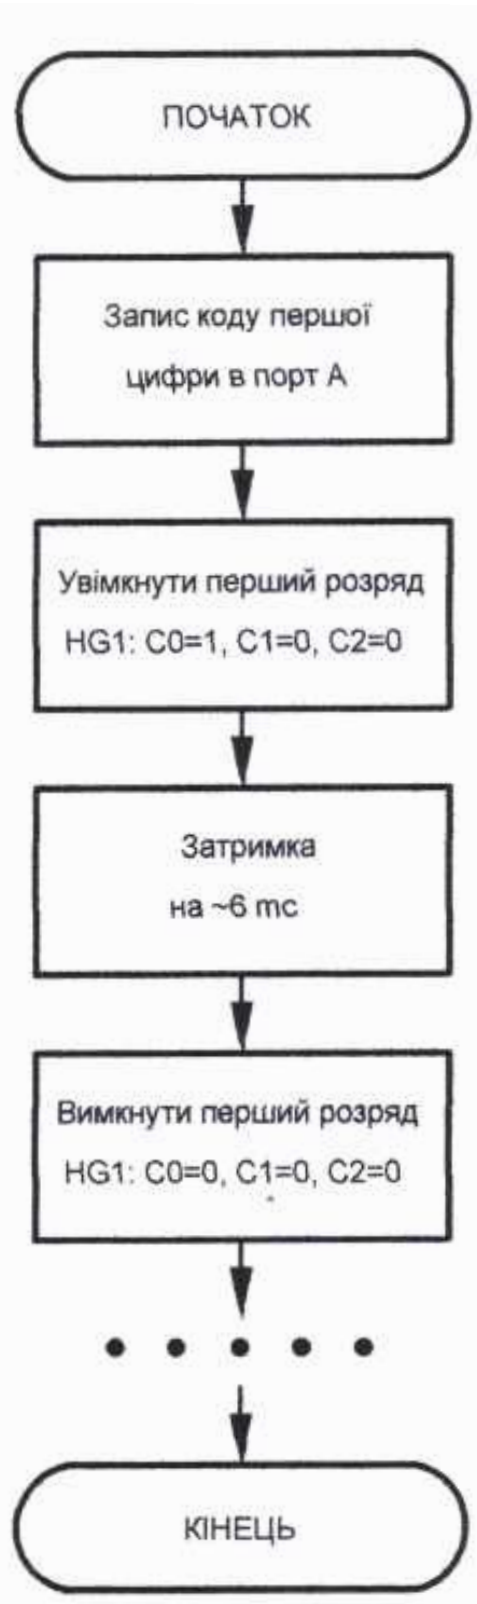 ПОЧАТОК
Запис коду першої
цифри в порт А
Увімкнути перший розряд
HG1: C0=1, C1=0, C2=0
Затримка
на ~6 mc
Вимкнути перший розряд
HG1: C0=0, C1=0, C2=0
КІНЕЦЬ